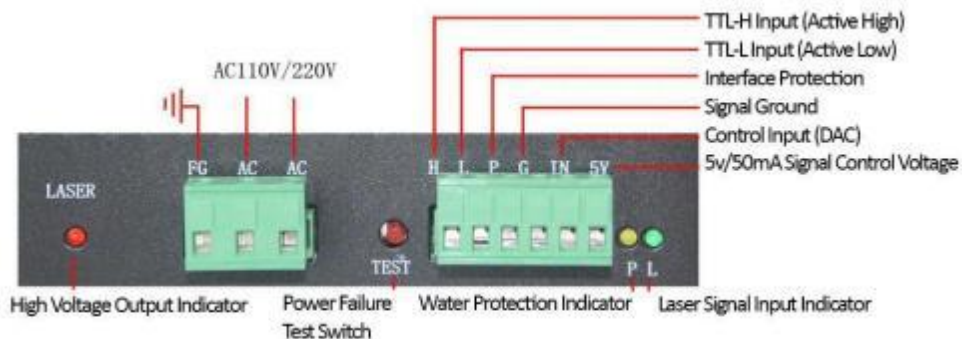 TTL-H Input (Active High)
TTL-L Input (Active Low)
AC110V/220V
Interface Protection
Signal Ground
Control Input (DAC)
5v/50mA Signal Control Voltage
FG AC AC
H L P G IN 5V
LASER
TEST
P L
High Voltage Output Indicator
Power Failure
Test Switch
Water Protection Indicator
Laser Signal Input Indicator